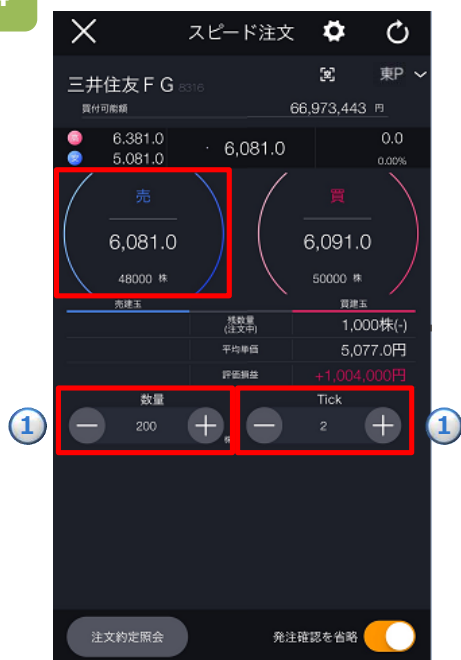 スピード注文
三井住友FG 8316
東P
買付可能額 66,973,443 円
6,381.0
5,081.0
6,081.0
0.0
0.00%
売
6,081.0
48000 株
買
6,091.0
50000 株
売建玉
買建玉
残数量
(注文中)
1,000株(-)
平均単価
5,077.0円
評価損益
+1,004,000円
数量
200
株
Tick
2
1
1
注文約定照会
発注確認を省略